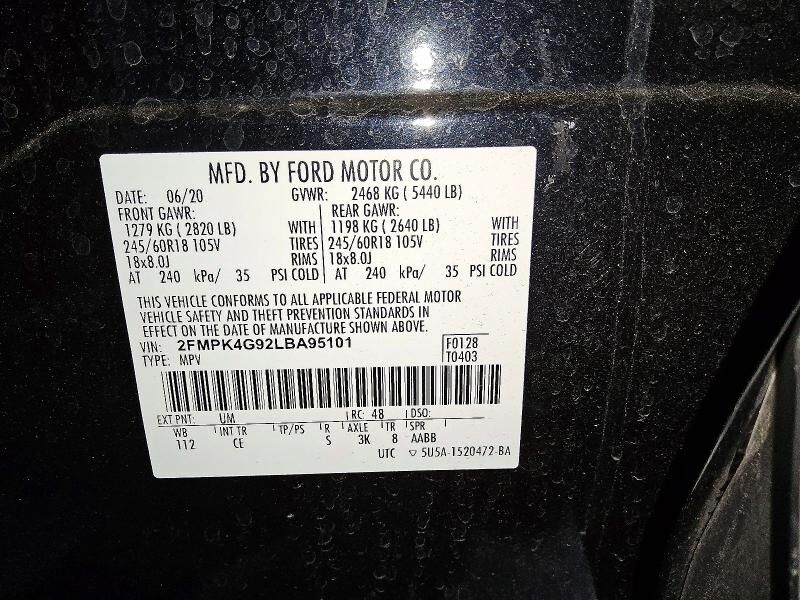 MFD. BY FORD MOTOR CO.
DATE: 06/20 GVWR: 2468 KG ( 5440 LB)
FRONT GAWR: REAR GAWR:
1279 KG ( 2820 LB) WITH 1198 KG ( 2640 LB) WITH
245/60R18 105V TIRES 245/60R18 105V TIRES
18x8.0J RIMS 18x8.0J RIMS
AT 240 kPa/ 35 PSI COLD AT 240 kPa/ 35 PSI COLD
THIS VEHICLE CONFORMS TO ALL APPLICABLE FEDERAL MOTOR
VEHICLE SAFETY AND THEFT PREVENTION STANDARDS IN
EFFECT ON THE DATE OF MANUFACTURE SHOWN ABOVE.
VIN: 2FMPK4G92LBA95101 F0128
TYPE: MPV T0403
EXT PNT: UM RC: 48 DSO:
WB INT TR TP/PS R AXLE TR SPR
112 CE S 3K 8 AABB
UTC ▽ 5U5A-1520472-BA